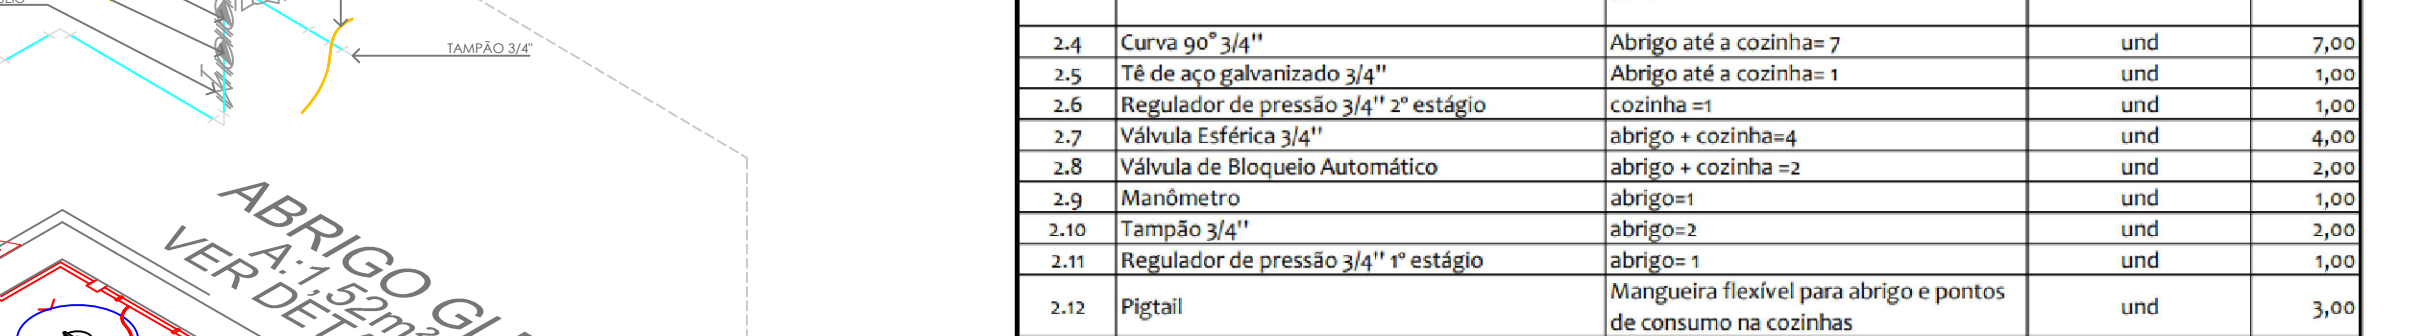 TAMPÃO 3/4"
ABRIGO
A:1,52m²
VER DET
2.4 Curva 90° 3/4" Abrigo até a cozinha= 7 und 7,00
2.5 Tê de aço galvanizado 3/4" Abrigo até a cozinha= 1 und 1,00
2.6 Regulador de pressão 3/4" 2º estágio cozinha =1 und 1,00
2.7 Válvula Esférica 3/4" abrigo + cozinha=4 und 4,00
2.8 Válvula de Bloqueio Automático abrigo + cozinha =2 und 2,00
2.9 Manômetro abrigo=1 und 1,00
2.10 Tampão 3/4" abrigo=2 und 2,00
2.11 Regulador de pressão 3/4" 1º estágio abrigo= 1 und 1,00
2.12 Pigtail Mangueira flexível para abrigo e pontos und 3,00
de consumo na cozinhas